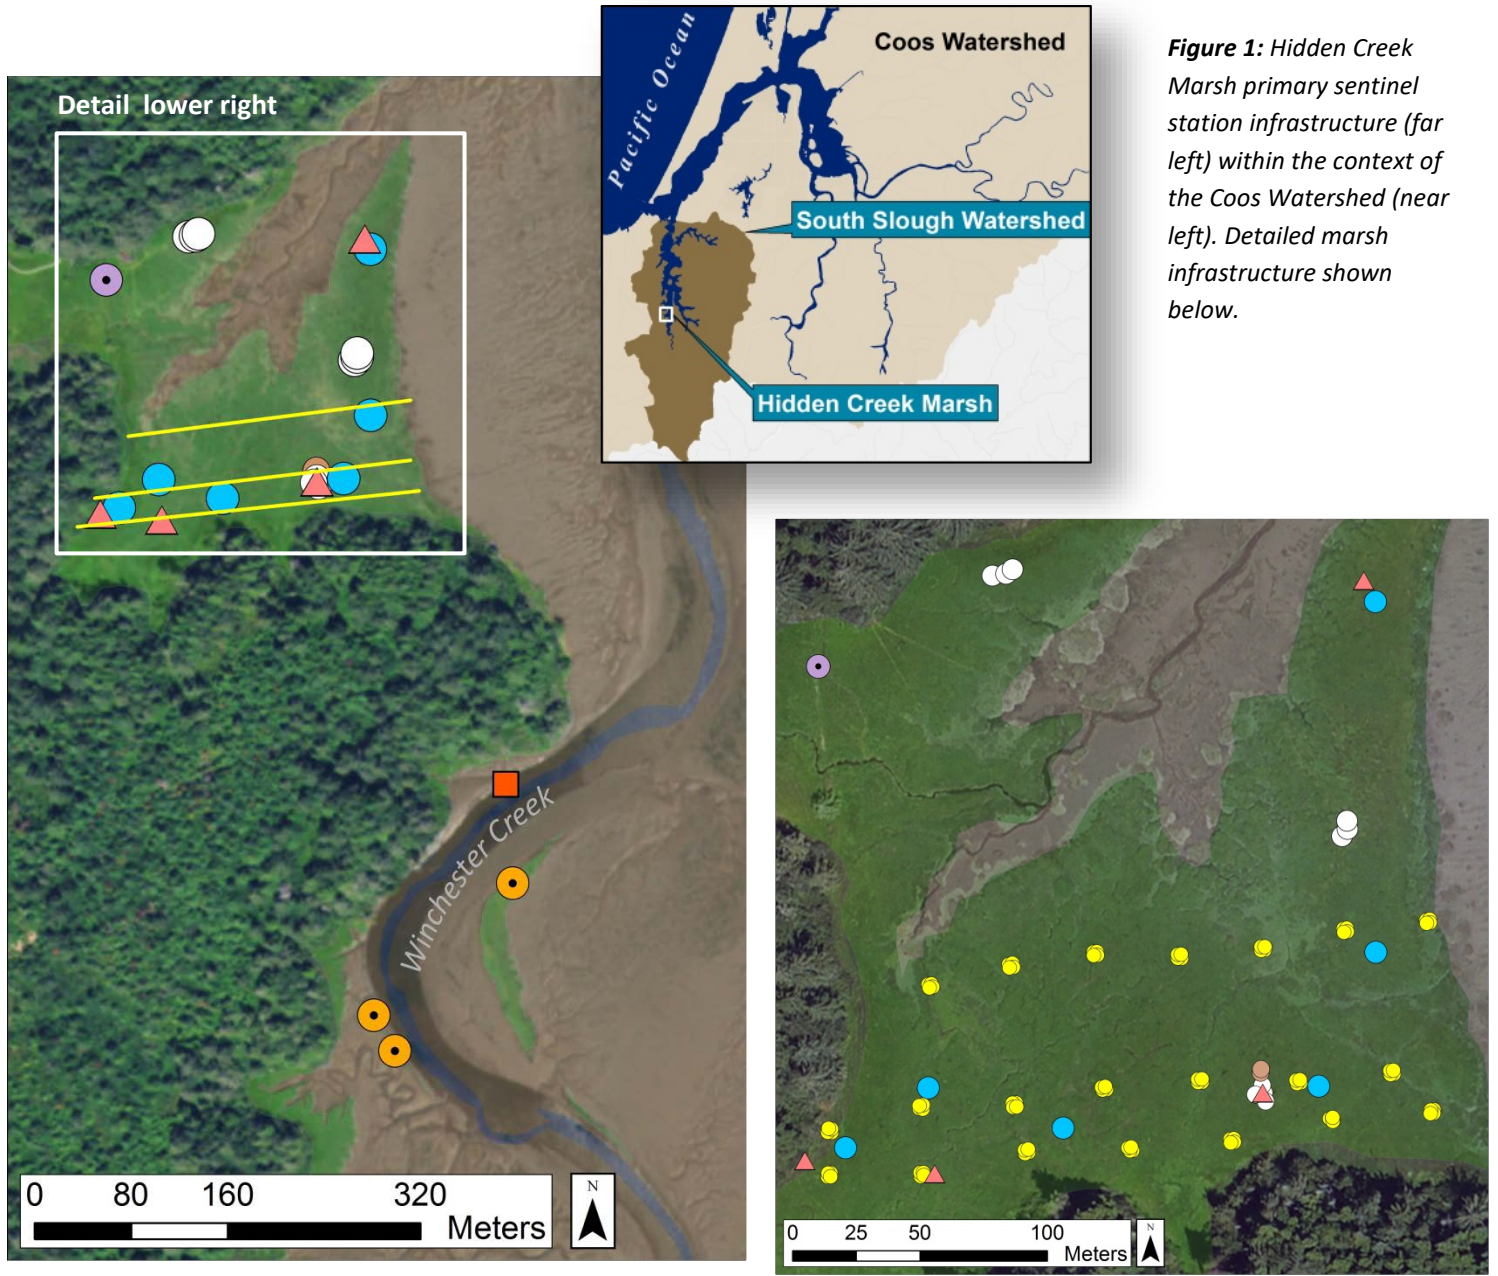 Detail lower right
Pacific Ocean
Coos Watershed
South Slough Watershed
Hidden Creek Marsh
Figure 1: Hidden Creek
Marsh primary sentinel
station infrastructure (far
left) within the context of
the Coos Watershed (near
left). Detailed marsh
infrastructure shown
below.
Winchester Creek
0 80 160 320
Meters
N
0 25 50 100
Meters
N